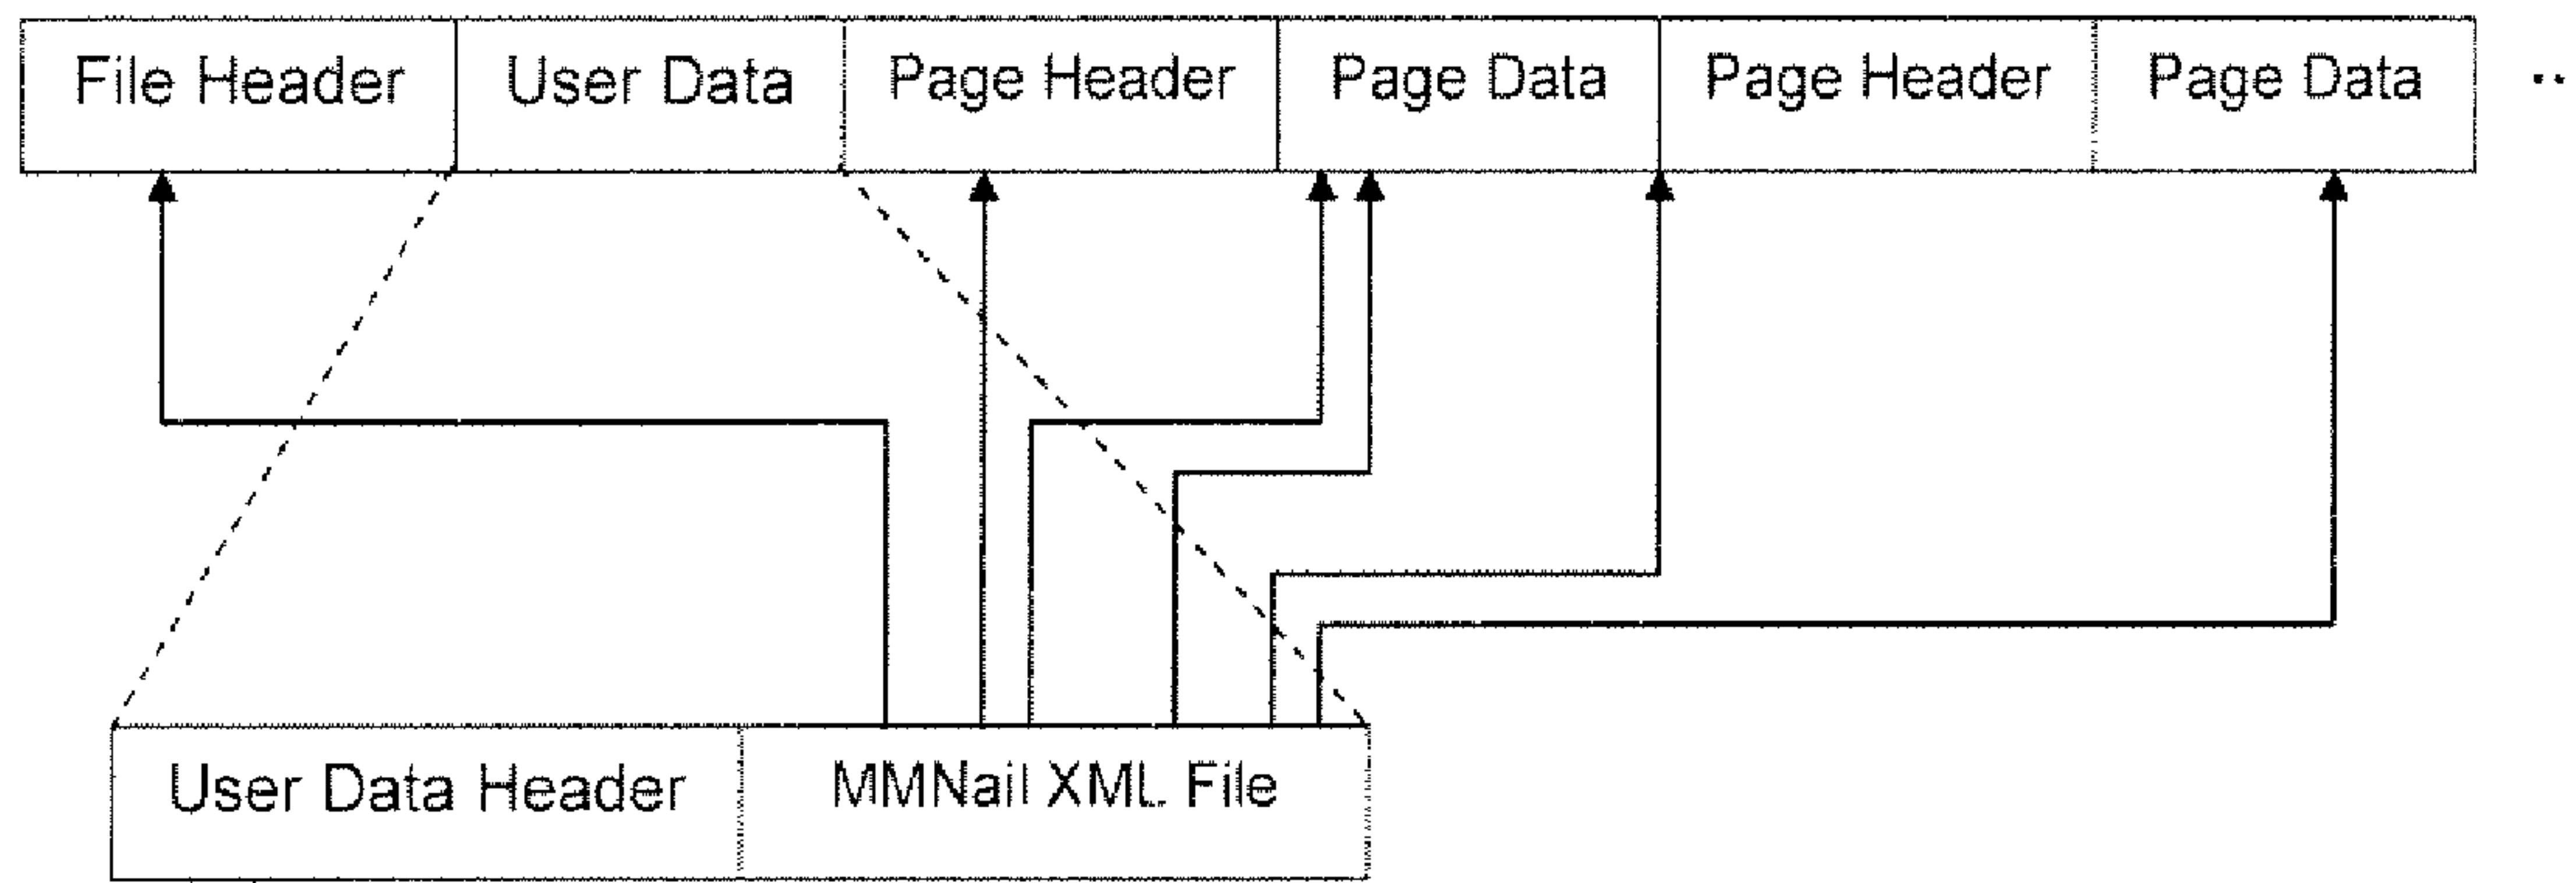 File Header User Data Page Header Page Data Page Header Page Data ..
User Data Header MMNail XML File